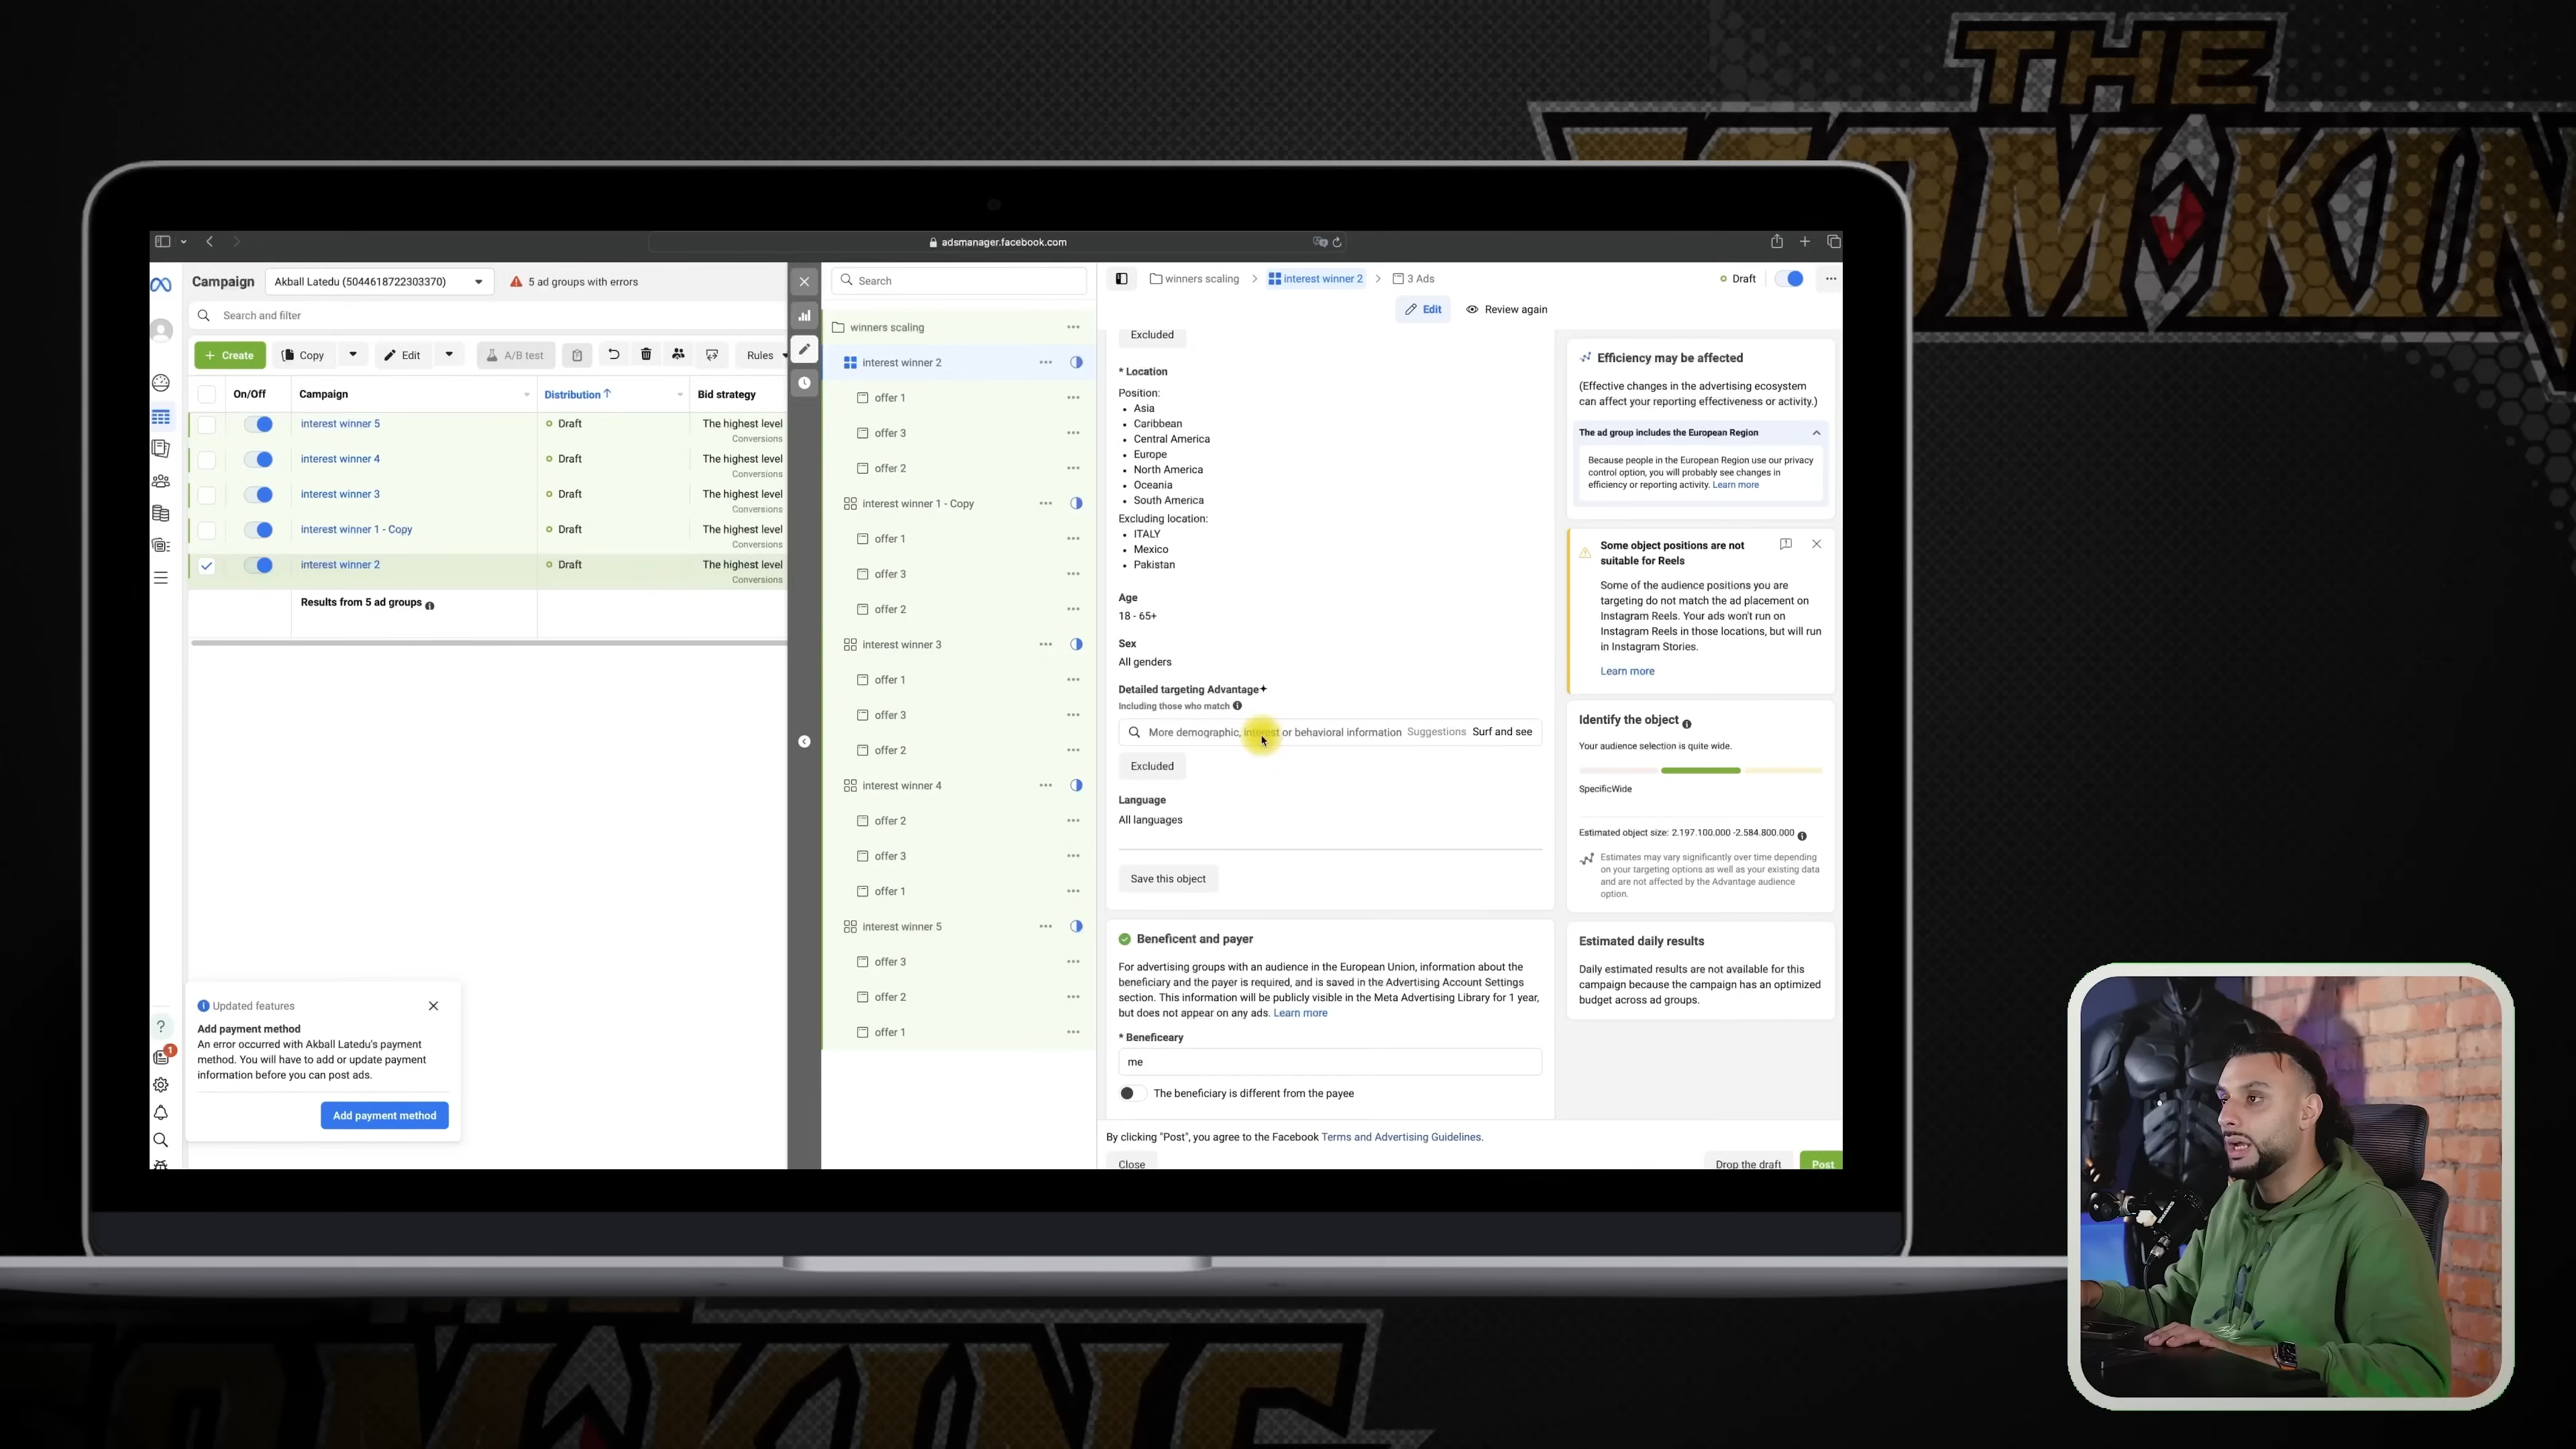 THE
adsmanager.facebook.com
Campaign
Akball Latedu (5044618722303370)
5 ad groups with errors
Search and filter
+ Create
Copy
Edit
A/B test
Rules
On/Off
Campaign
Distribution ↑
Bid strategy
interest winner 5
Draft
The highest level
Conversions
interest winner 4
Draft
The highest level
Conversions
interest winner 3
Draft
The highest level
Conversions
interest winner 1 - Copy
Draft
The highest level
Conversions
interest winner 2
Draft
The highest level
Conversions
Results from 5 ad groups
Updated features
Add payment method
An error occurred with Akball Latedu's payment
method. You will have to add or update payment
information before you can post ads.
Add payment method
1
Search
winners scaling
interest winner 2
offer 1
offer 3
offer 2
interest winner 1 - Copy
offer 1
offer 3
offer 2
interest winner 3
offer 1
offer 3
offer 2
interest winner 4
offer 2
offer 3
offer 1
interest winner 5
offer 3
offer 2
offer 1
winners scaling > interest winner 2 > 3 Ads
Draft
Edit
Review again
Excluded
* Location
Position:
• Asia
• Caribbean
• Central America
• Europe
• North America
• Oceania
• South America
Excluding location:
• ITALY
• Mexico
• Pakistan
Age
18 - 65+
Sex
All genders
Detailed targeting Advantage+
Including those who match
More demographic, interest or behavioral information Suggestions Surf and see
Excluded
Language
All languages
Save this object
Beneficent and payer
For advertising groups with an audience in the European Union, information about the
beneficiary and the payer is required, and is saved in the Advertising Account Settings
section. This information will be publicly visible in the Meta Advertising Library for 1 year,
but does not appear on any ads. Learn more
* Beneficeary
me
The beneficiary is different from the payee
By clicking "Post", you agree to the Facebook Terms and Advertising Guidelines.
Close
Drop the draft
Post
Efficiency may be affected
(Effective changes in the advertising ecosystem
can affect your reporting effectiveness or activity.)
The ad group includes the European Region
Because people in the European Region use our privacy
control option, you will probably see changes in
efficiency or reporting activity. Learn more
Some object positions are not
suitable for Reels
Some of the audience positions you are
targeting do not match the ad placement on
Instagram Reels. Your ads won't run on
Instagram Reels in those locations, but will run
in Instagram Stories.
Learn more
Identify the object
Your audience selection is quite wide.
SpecificWide
Estimated object size: 2.197.100.000 -2.584.800.000
Estimates may vary significantly over time depending
on your targeting options as well as your existing data
and are not affected by the Advantage audience
option.
Estimated daily results
Daily estimated results are not available for this
campaign because the campaign has an optimized
budget across ad groups.